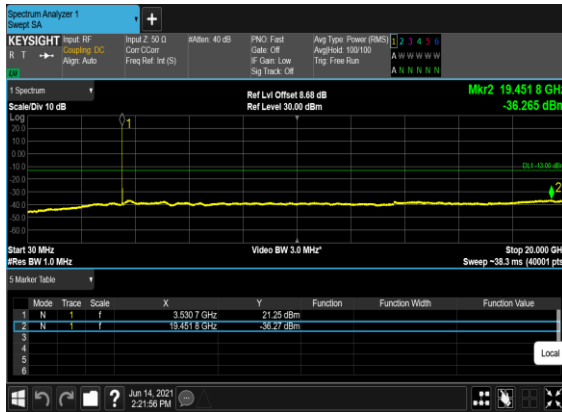 Spectrum Analyzer 1
Swept SA
+
KEYSIGHT Input: RF Input Z: 50 Ω #Atten: 40 dB PNO: Fast Avg Type: Power (RMS) 1 2 3 4 5 6
R T Coupling: DC Corr CCorr Gate: Off Avg|Hold: 100/100 A W W W W W
Align: Auto Freq Ref: Int (S) IF Gain: Low Trig: Free Run
Sig Track: Off A N N N N N
LXI
1 Spectrum Ref Lvl Offset 8.68 dB Mkr2 19.451 8 GHz
Scale/Div 10 dB Ref Level 30.00 dBm -36.265 dBm
Log
20.0 1
10.0
0.00
-10.0 DL1 -13.00 dBm
-20.0
-30.0 2
-40.0
-50.0
-60.0
Start 30 MHz Video BW 3.0 MHz* Stop 20.000 GHz
#Res BW 1.0 MHz Sweep ~38.3 ms (40001 pts)
5 Marker Table
Mode Trace Scale X Y Function Function Width Function Value
1 N 1 f 3.530 7 GHz 21.25 dBm
2 N 1 f 19.451 8 GHz -36.27 dBm
3
4
5
6
Local
? Jun 14, 2021
2:21:56 PM